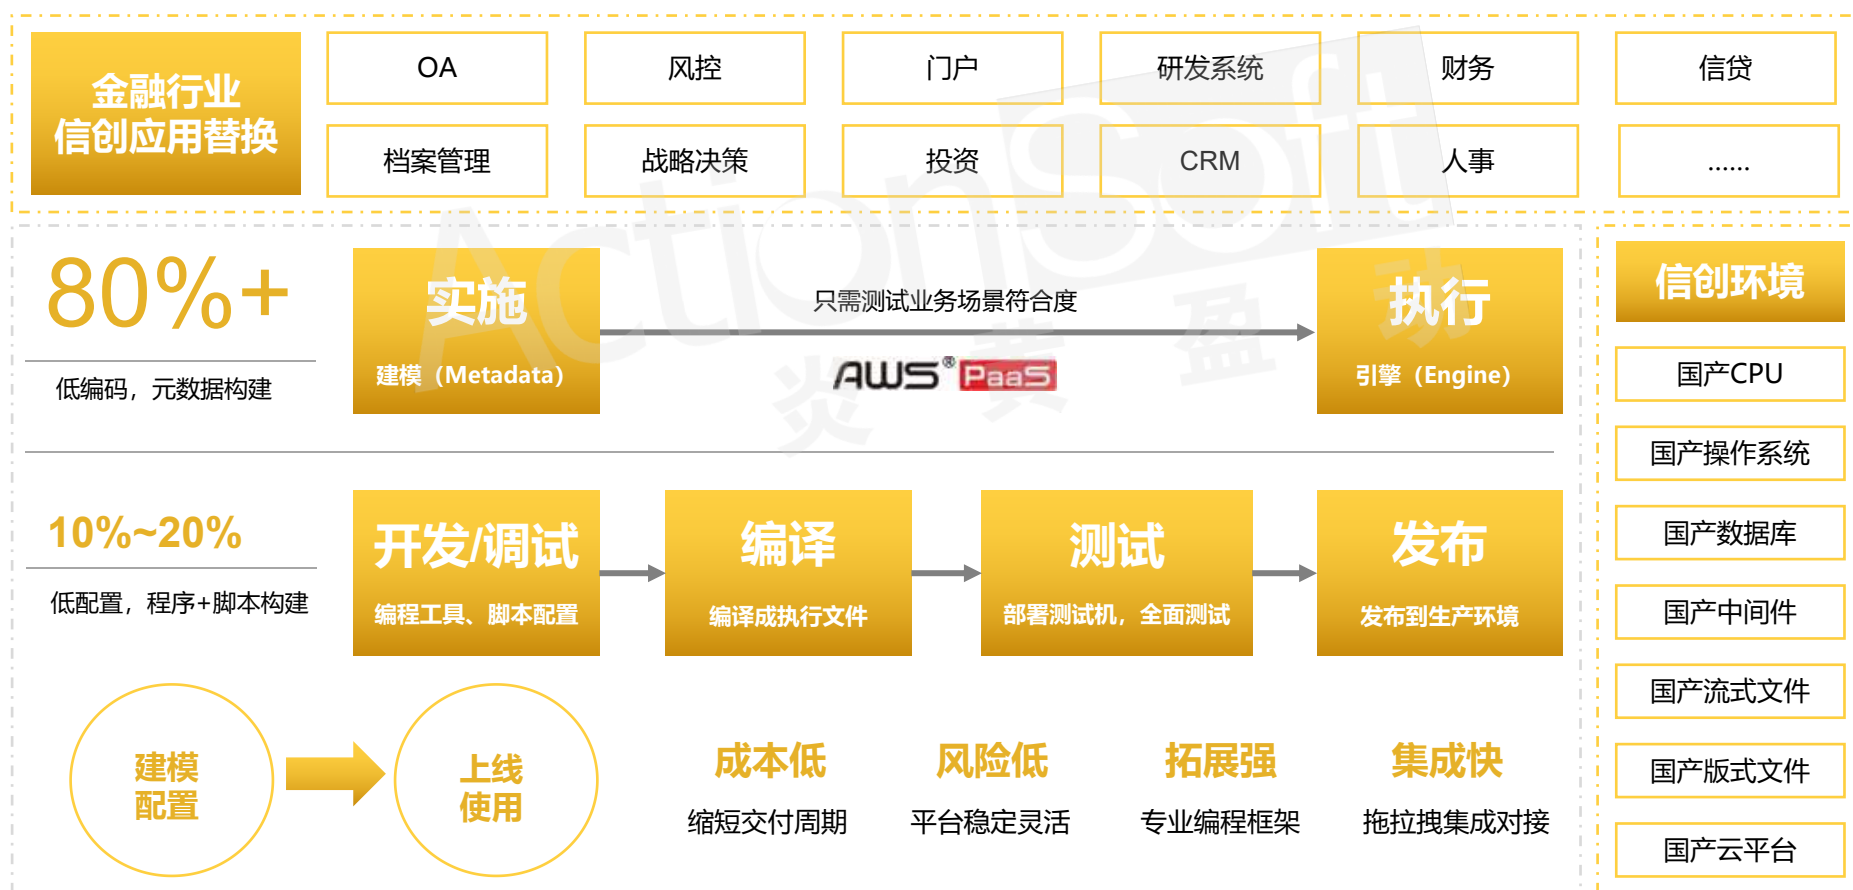 金融行业
信创应用替换
OA
风控
门户
研发系统
财务
信贷
档案管理
战略决策
投资
CRM
人事
......
80%+
低编码，元数据构建
实施
建模（Metadata）
只需测试业务场景符合度
AWS® PaaS
执行
引擎（Engine）
10%~20%
低配置，程序+脚本构建
开发/调试
编程工具、脚本配置
编译
编译成执行文件
测试
部署测试机，全面测试
发布
发布到生产环境
建模
配置
上线
使用
成本低
缩短交付周期
风险低
平台稳定灵活
拓展强
专业编程框架
集成快
拖拉拽集成对接
信创环境
国产CPU
国产操作系统
国产数据库
国产中间件
国产流式文件
国产版式文件
国产云平台
ActionSoft
炎黄盈动